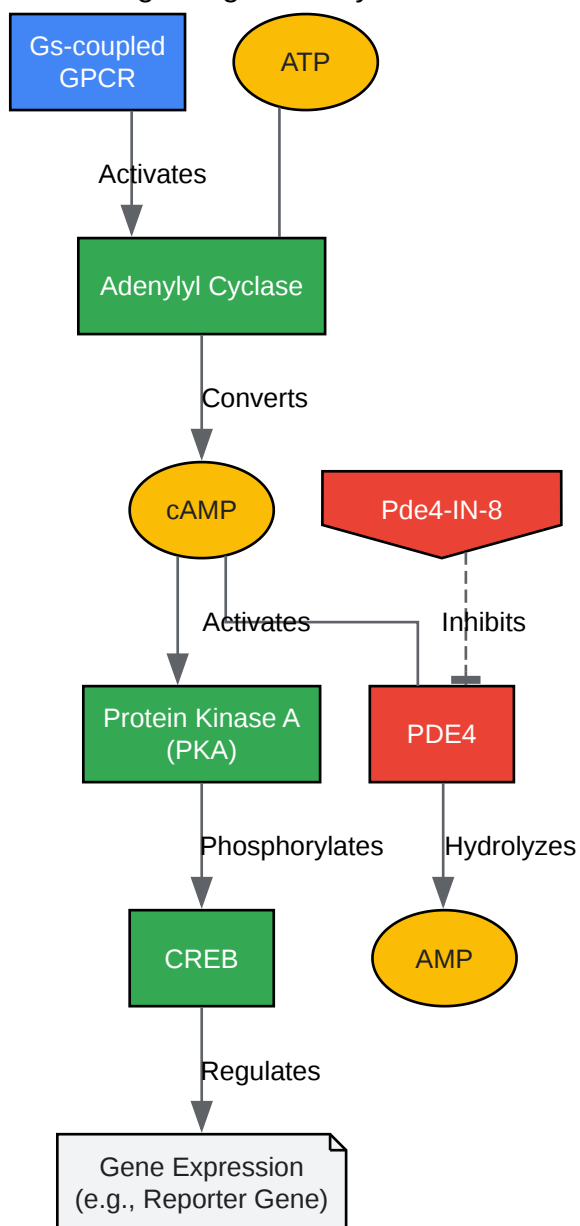 Gs-coupled
GPCR
ATP
Activates
Adenylyl Cyclase
Converts
cAMP
Pde4-IN-8
Activates
Inhibits
Protein Kinase A
(PKA)
PDE4
Phosphorylates
Hydrolyzes
CREB
AMP
Regulates
Gene Expression
(e.g., Reporter Gene)